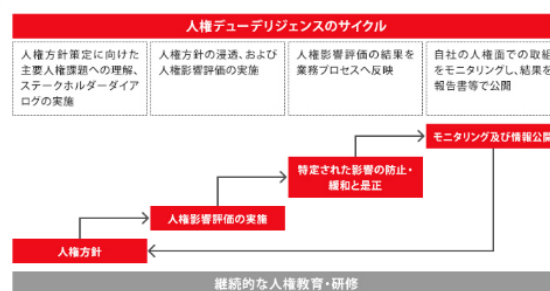 人権デューデリジェンスのサイクル
人権方針策定に向けた
主要人権課題への理解、
ステークホルダーダイア
ログの実施
人権方針の浸透、および
人権影響評価の実施
人権影響評価の結果を
業務プロセスへ反映
自社の人権面での取組
をモニタリングし、結果を
報告書等で公開
モニタリング及び情報公開
特定された影響の防止・
緩和と是正
人権影響評価の実施
人権方針
継続的な人権教育・研修